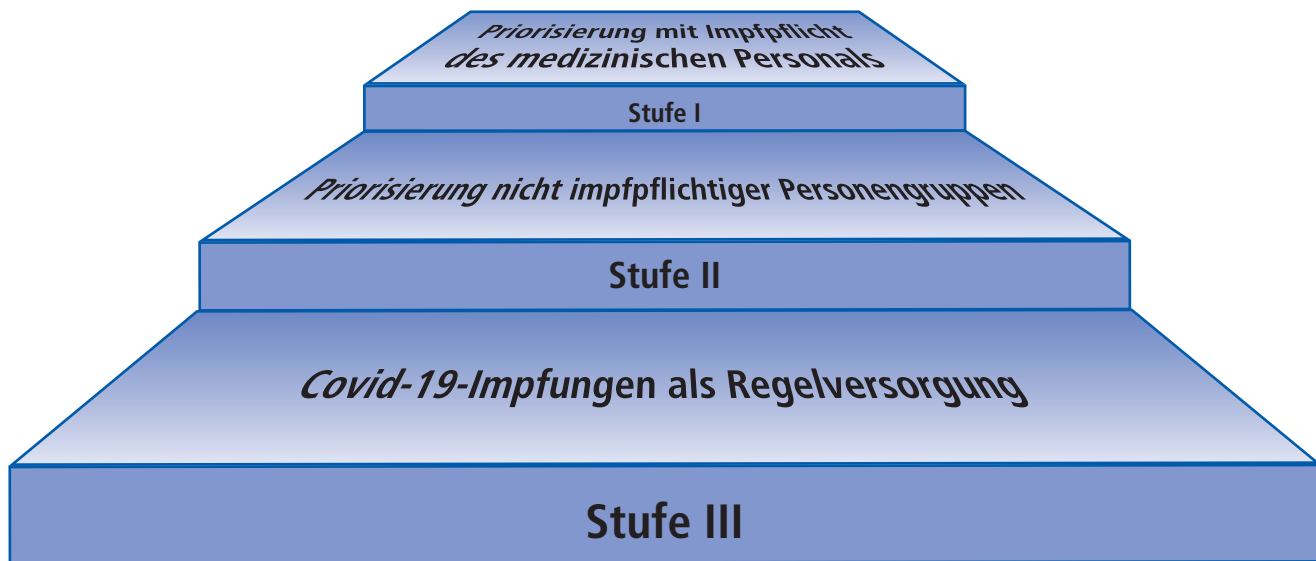 Priorisierung mit Impfpflicht
des medizinischen Personals
Stufe I
Priorisierung nicht impfpflichtiger Personengruppen
Stufe II
Covid-19-Impfungen als Regelversorgung
Stufe III